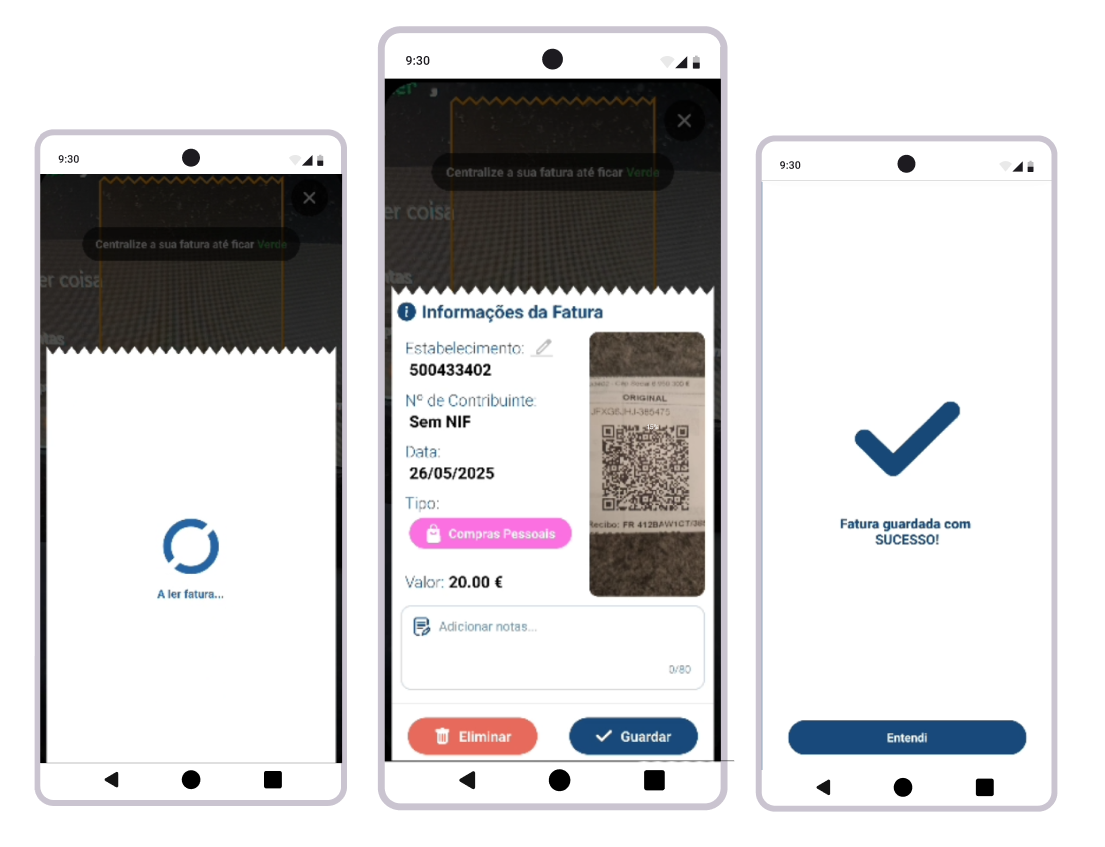 9:30
Centralize a sua fatura até ficar Verde
er coisa
A ler fatura...
9:30
Centralize a sua fatura até ficar Verde
er coisa
Informações da Fatura
Estabelecimento:
500433402
Nº de Contribuinte:
Sem NIF
Data:
26/05/2025
Tipo:
Compras Pessoais
Valor: 20.00 €
ORIGINAL
JFXG6JHJ-385475
Recibo: FR 412BAW1CT/38
Adicionar notas...
0/80
Eliminar
Guardar
9:30
Fatura guardada com
SUCESSO!
Entendi